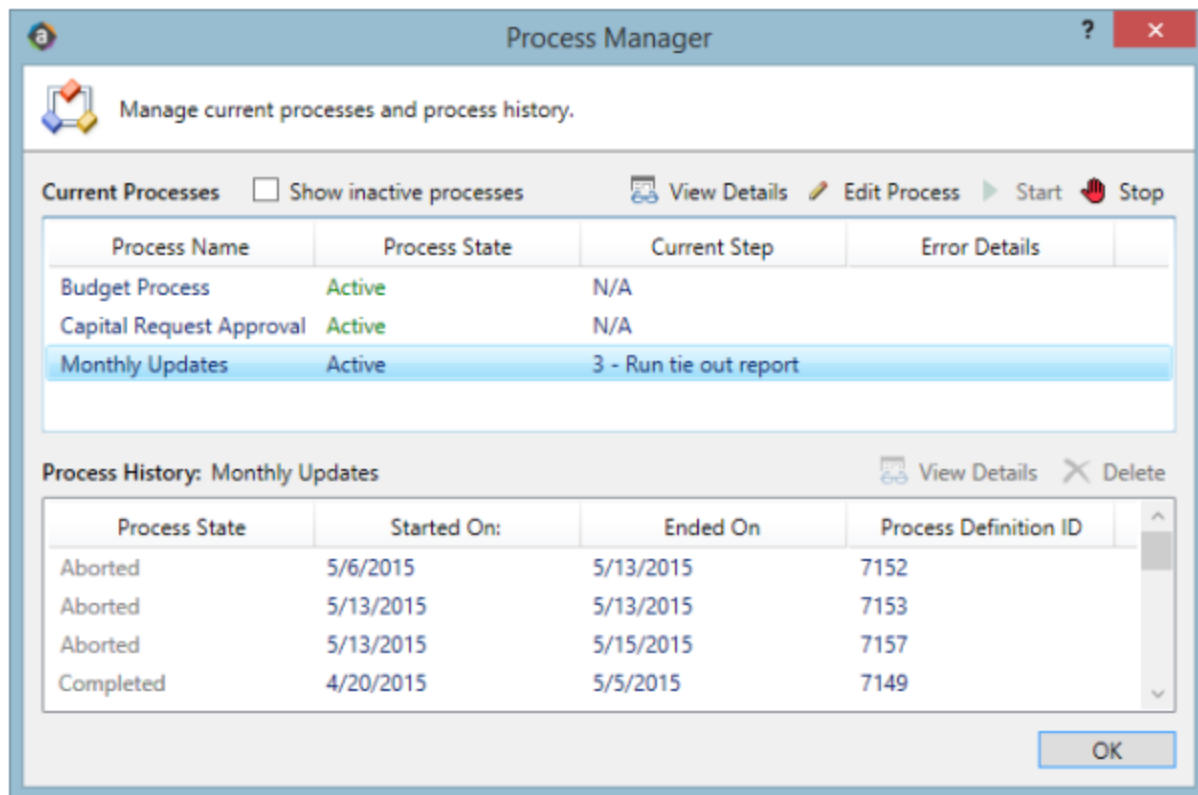 a Process Manager ?
Manage current processes and process history.
Current Processes Show inactive processes View Details Edit Process Start Stop
Process Name Process State Current Step Error Details
Budget Process Active N/A
Capital Request Approval Active N/A
Monthly Updates Active 3 - Run tie out report
Process History: Monthly Updates View Details Delete
Process State Started On: Ended On Process Definition ID
Aborted 5/6/2015 5/13/2015 7152
Aborted 5/13/2015 5/13/2015 7153
Aborted 5/13/2015 5/15/2015 7157
Completed 4/20/2015 5/5/2015 7149
OK